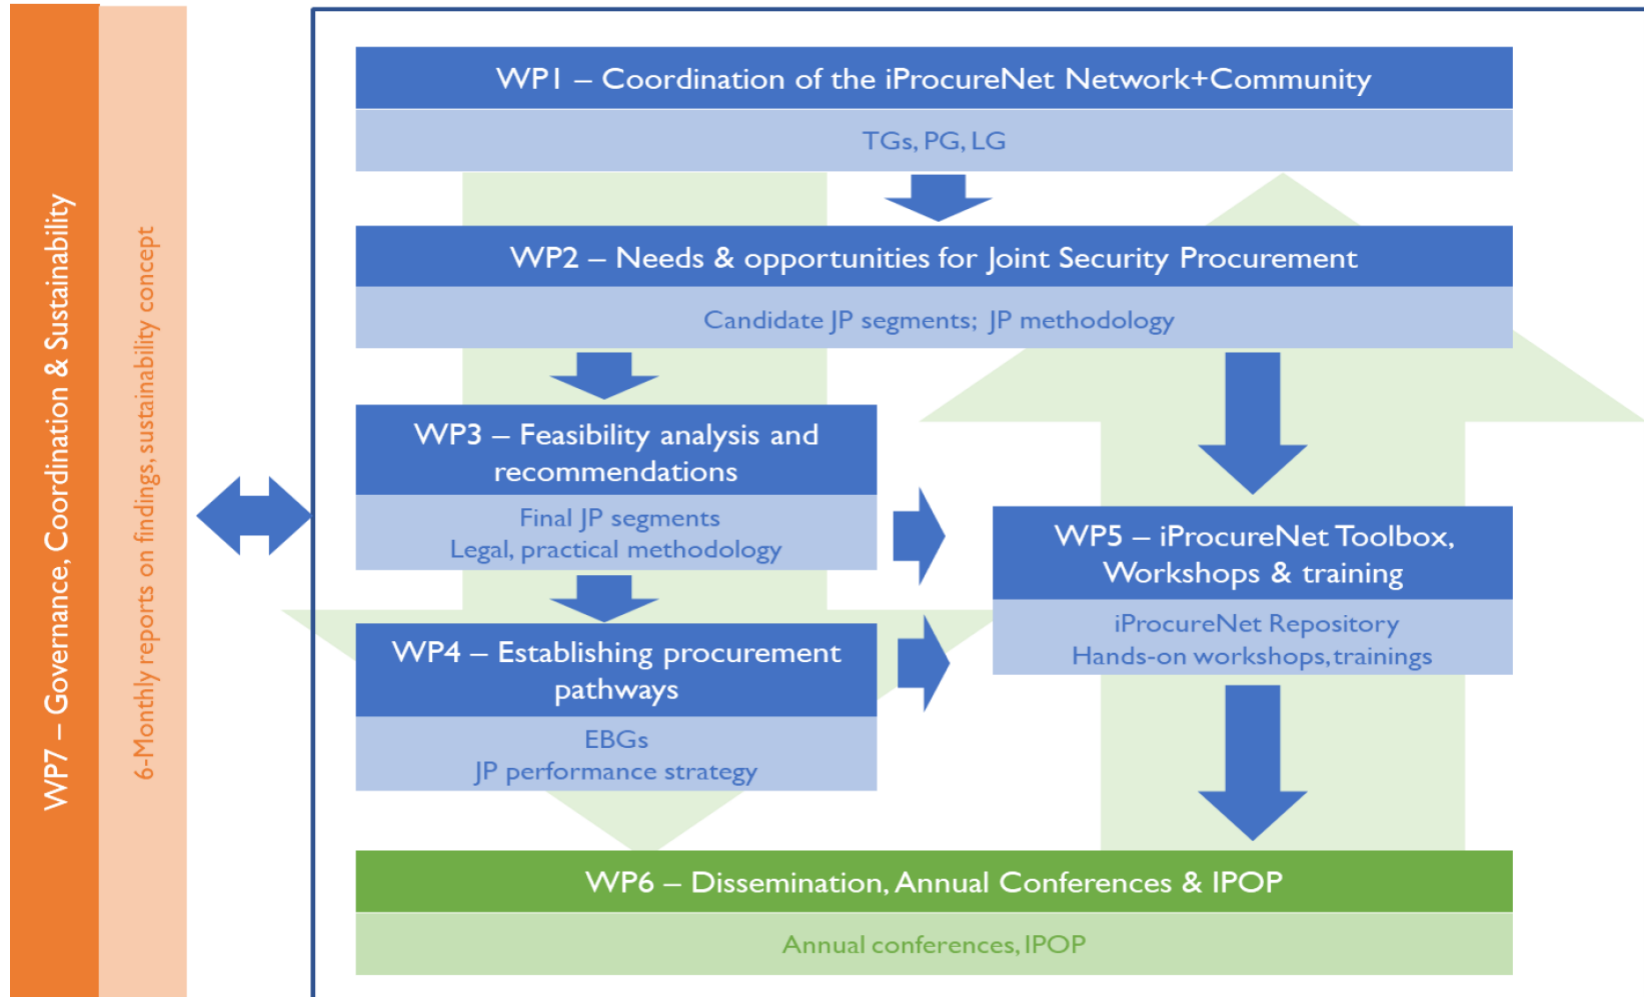 WP7 – Governance, Coordination & Sustainability
6-Monthly reports on findings, sustainability concept
WP1 – Coordination of the iProcureNet Network+Community
TGs, PG, LG
WP2 – Needs & opportunities for Joint Security Procurement
Candidate JP segments; JP methodology
WP3 – Feasibility analysis and
recommendations
Final JP segments
Legal, practical methodology
WP4 – Establishing procurement
pathways
EBGs
JP performance strategy
WP5 – iProcureNet Toolbox,
Workshops & training
iProcureNet Repository
Hands-on workshops, trainings
WP6 – Dissemination, Annual Conferences & IPOP
Annual conferences, IPOP